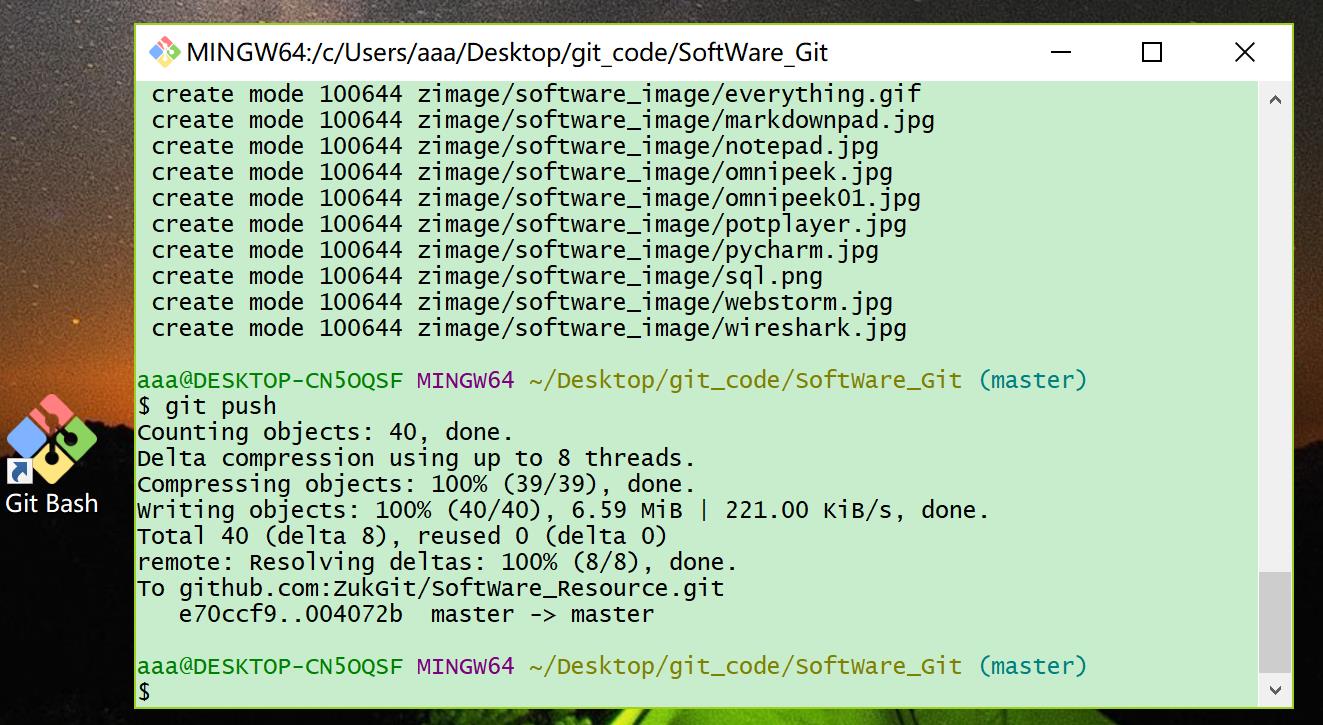 MINGW64:/c/Users/aaa/Desktop/git_code/SoftWare_Git
create mode 100644 zimage/software_image/everything.gif
create mode 100644 zimage/software_image/markdownpad.jpg
create mode 100644 zimage/software_image/notepad.jpg
create mode 100644 zimage/software_image/omnipeek.jpg
create mode 100644 zimage/software_image/omnipeek01.jpg
create mode 100644 zimage/software_image/potplayer.jpg
create mode 100644 zimage/software_image/pycharm.jpg
create mode 100644 zimage/software_image/sql.png
create mode 100644 zimage/software_image/webstorm.jpg
create mode 100644 zimage/software_image/wireshark.jpg
aaa@DESKTOP-CN5OQSF MINGW64 ~/Desktop/git_code/SoftWare_Git (master)
$ git push
Counting objects: 40, done.
Delta compression using up to 8 threads.
Compressing objects: 100% (39/39), done.
Writing objects: 100% (40/40), 6.59 MiB | 221.00 KiB/s, done.
Total 40 (delta 8), reused 0 (delta 0)
remote: Resolving deltas: 100% (8/8), done.
To github.com:ZukGit/SoftWare_Resource.git
e70ccf9..004072b  master -> master
aaa@DESKTOP-CN5OQSF MINGW64 ~/Desktop/git_code/SoftWare_Git (master)
$
Git Bash